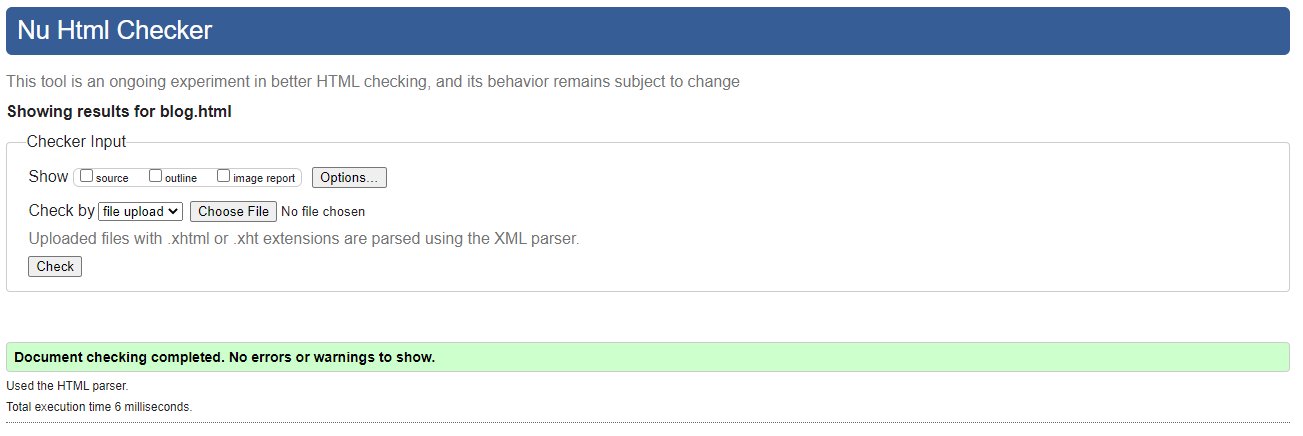 Nu Html Checker
This tool is an ongoing experiment in better HTML checking, and its behavior remains subject to change
Showing results for blog.html
Checker Input
Show source outline image report Options...
Check by file upload Choose File No file chosen
Uploaded files with .xhtml or .xht extensions are parsed using the XML parser.
Check
Document checking completed. No errors or warnings to show.
Used the HTML parser.
Total execution time 6 milliseconds.